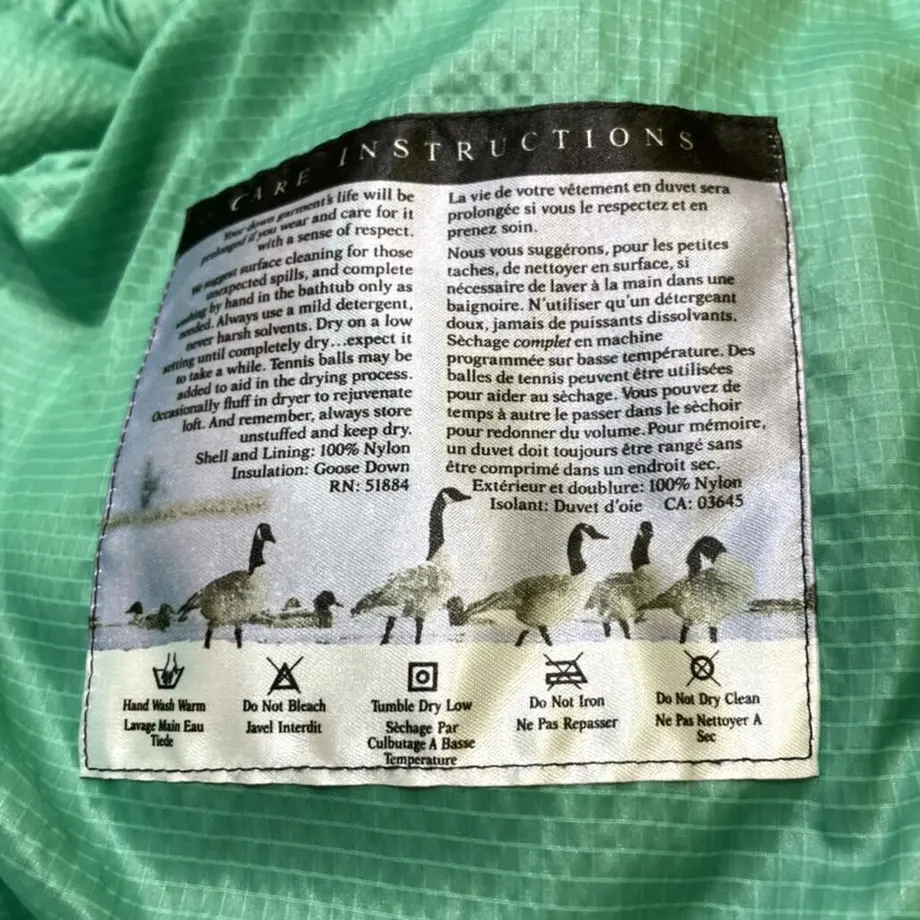 CARE INSTRUCTIONS
Your down garment's life will be
prolonged if you wear and care for it
with a sense of respect.
We suggest surface cleaning for those
unexpected spills, and complete
washing by hand in the bathtub only as
needed. Always use a mild detergent,
never harsh solvents. Dry on a low
setting until completely dry...expect it
to take a while. Tennis balls may be
added to aid in the drying process.
Occasionally fluff in dryer to rejuvenate
loft. And remember, always store
unstuffed and keep dry.
Shell and Lining: 100% Nylon
Insulation: Goose Down
RN: 51884
La vie de votre vêtement en duvet sera
prolongée si vous le respectez et en
prenez soin.
Nous vous suggérons, pour les petites
taches, de nettoyer en surface, si
nécessaire de laver à la main dans une
baignoire. N'utiliser qu'un détergeant
doux, jamais de puissants dissolvants.
Sèchage complet en machine
programmée sur basse température. Des
balles de tennis peuvent être utilisées
pour aider au sèchage. Vous pouvez de
temps à autre le passer dans le sèchoir
pour redonner du volume. Pour mémoire,
un duvet doit toujours être rangé sans
être comprimé dans un endroit sec.
Extérieur et doublure: 100% Nylon
Isolant: Duvet d'oie CA: 03645
Hand Wash Warm
Lavage Main Eau
Tiede
Do Not Bleach
Javel Interdit
Tumble Dry Low
Sèchage Par
Culbutage A Basse
Temperature
Do Not Iron
Ne Pas Repasser
Do Not Dry Clean
Ne Pas Nettoyer A
Sec